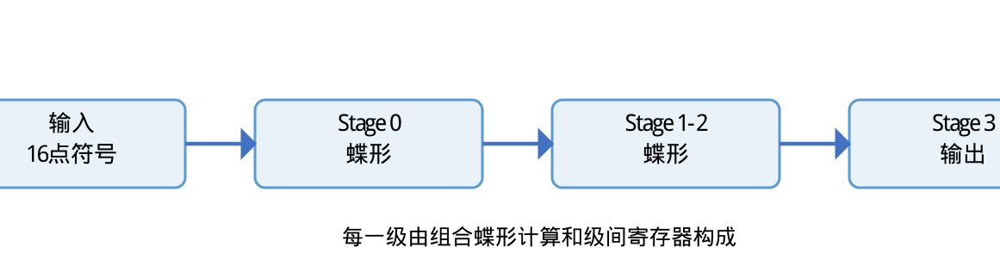 输入
16点符号
Stage 0
蝶形
Stage 1-2
蝶形
Stage 3
输出
每一级由组合蝶形计算和级间寄存器构成